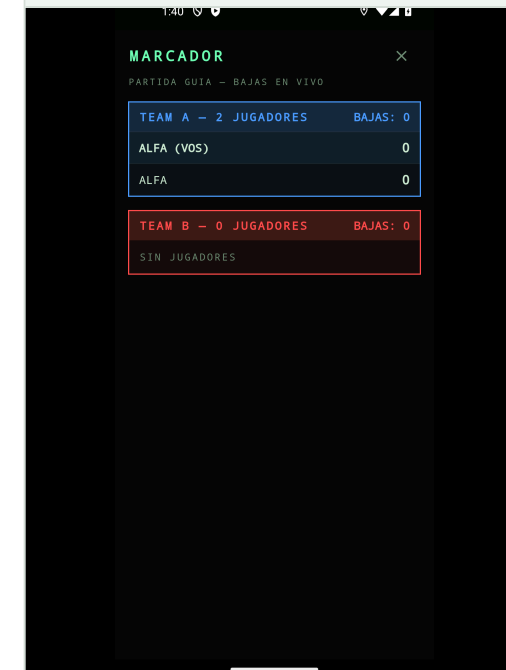 1:40
MARCADOR
PARTIDA GUIA — BAJAS EN VIVO
TEAM A — 2 JUGADORES BAJAS: 0
ALFA (VOS) 0
ALFA 0
TEAM B — 0 JUGADORES BAJAS: 0
SIN JUGADORES